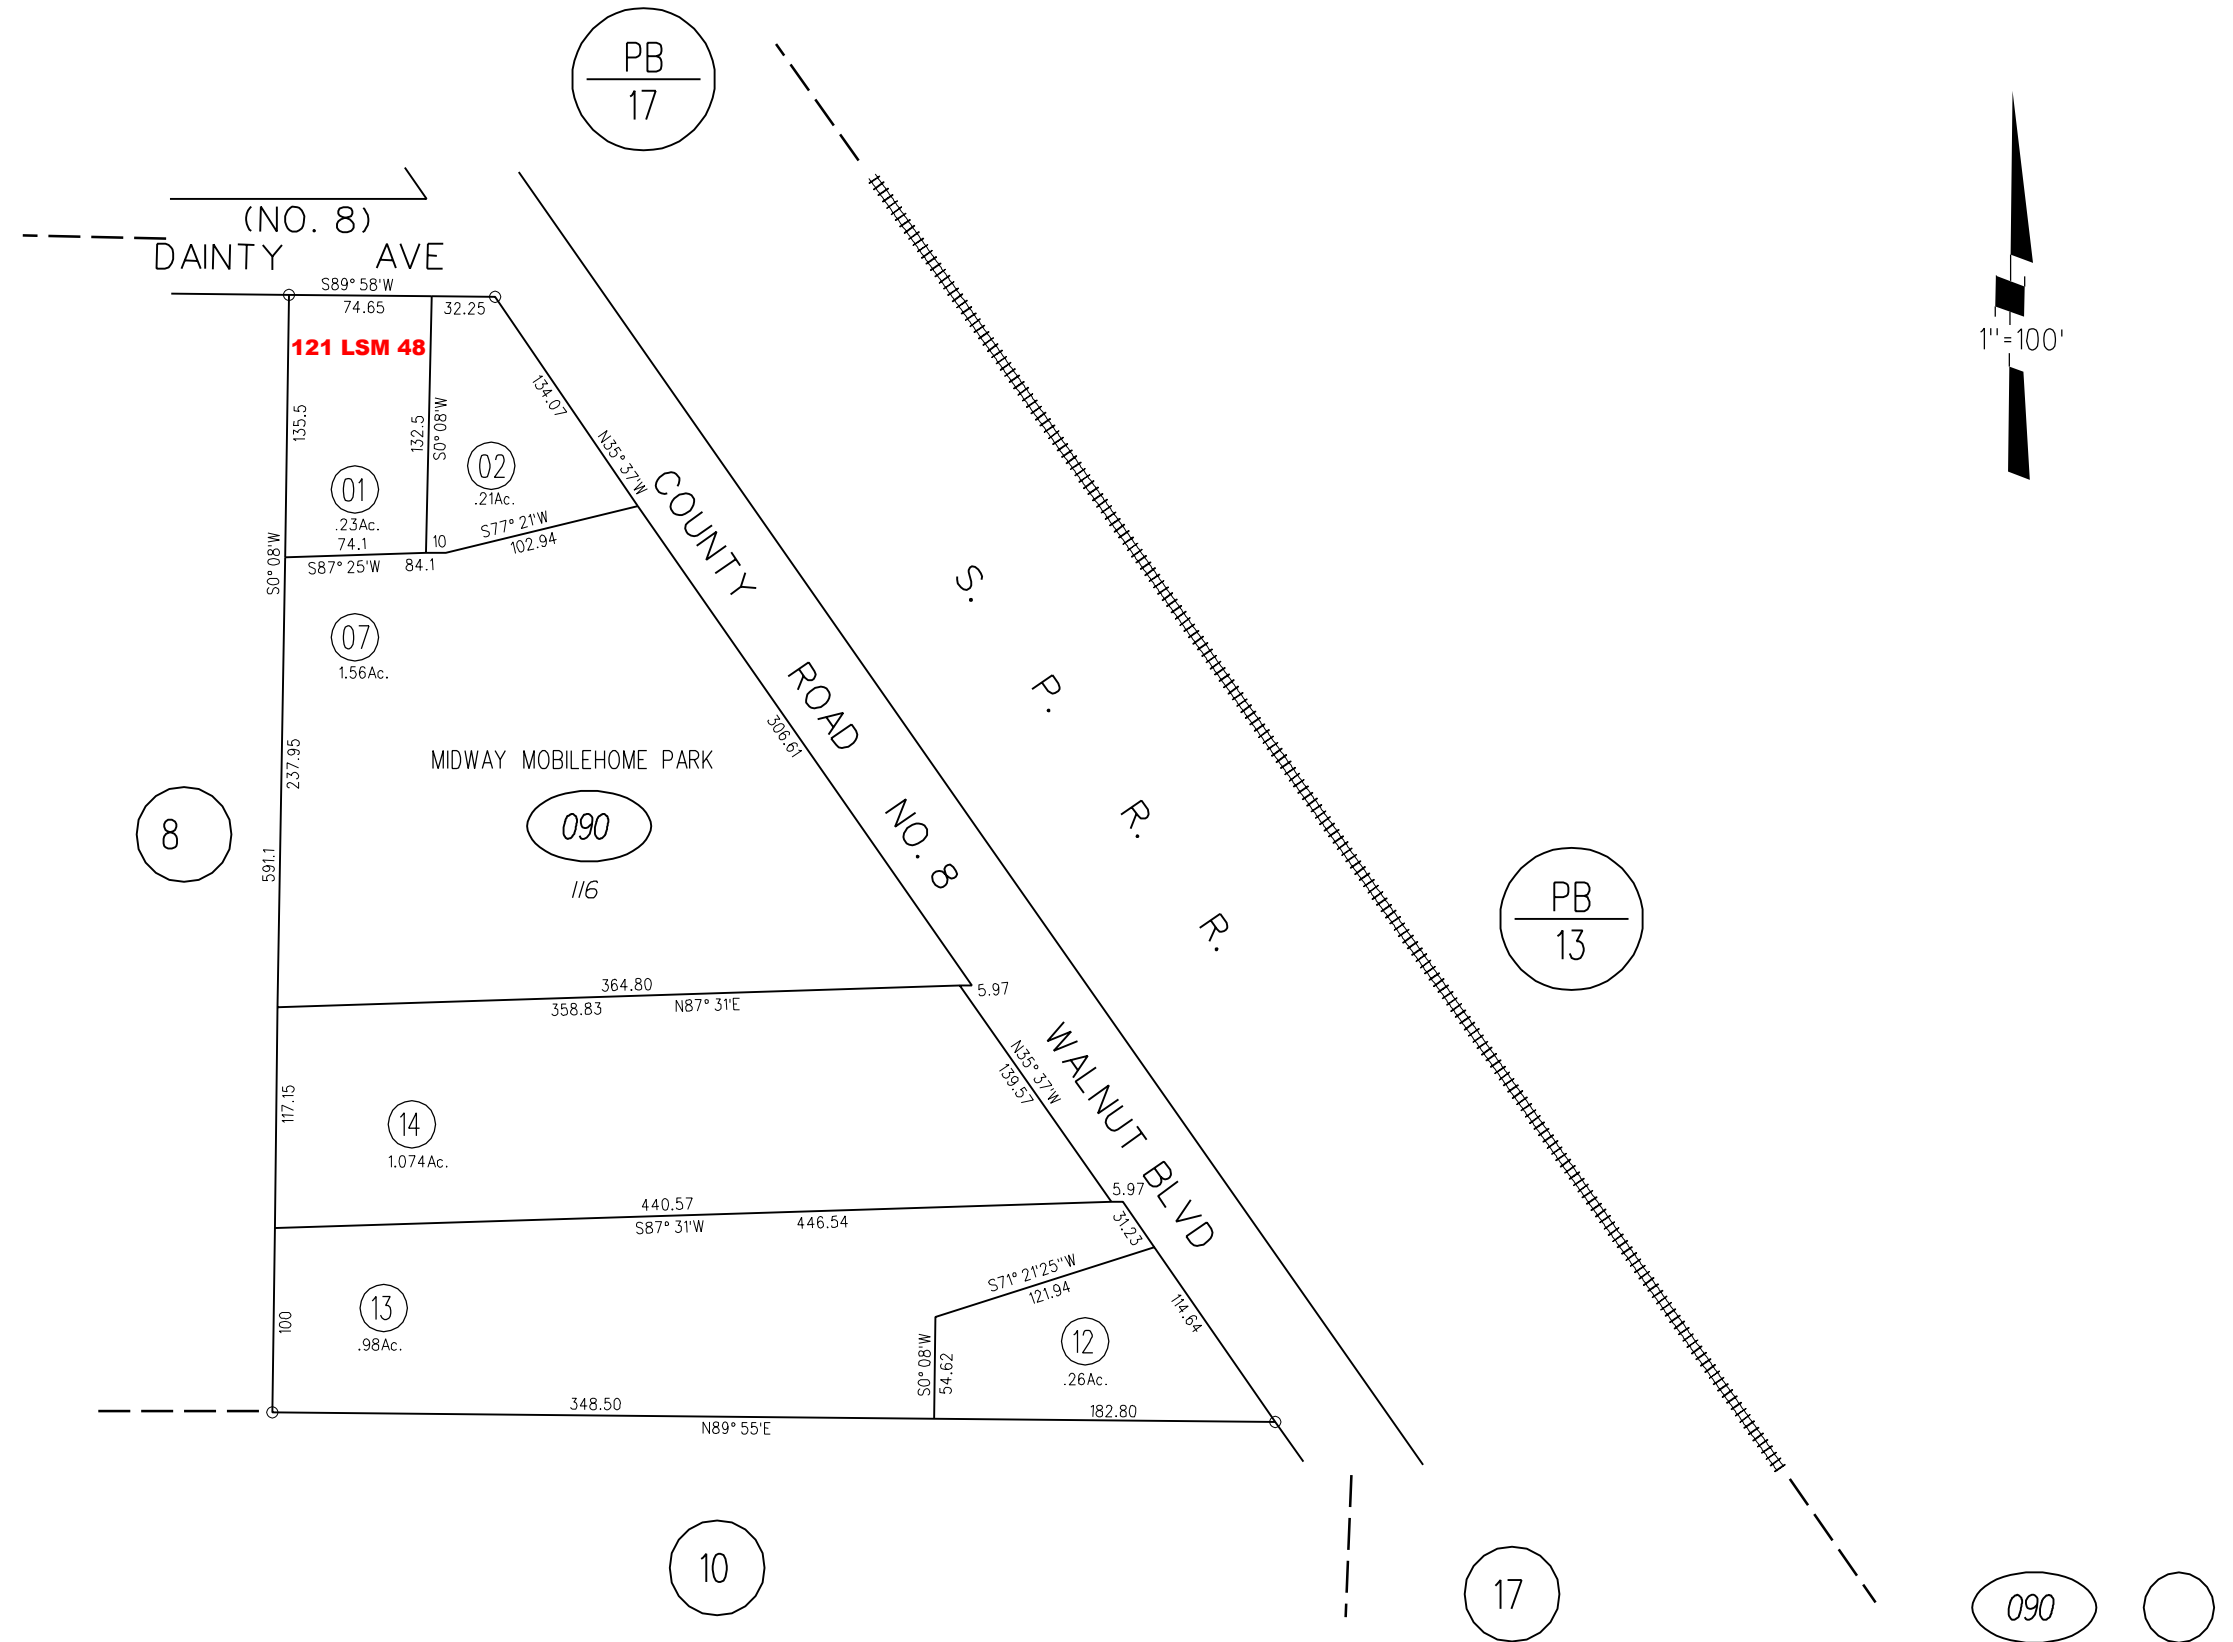 PB
17
(NO. 8)
DAINTY AVE
S89° 58'W
74.65
32.25
121 LSM 48
1"=100'
134.07
135.5
132.5
S0° 08'W
N35° 37'W
02
.21Ac.
01
.23Ac.
74.1
10
S77° 21'W
102.94
S87° 25'W
84.1
S0° 08'W
COUNTY ROAD NO. 8
S. P. R. R.
07
1.56Ac.
306.61
237.95
MIDWAY MOBILEHOME PARK
090
116
8
591.1
PB
13
364.80
5.97
358.83
N87° 31'E
N35° 37'W
139.57
WALNUT BLVD
117.15
14
1.074Ac.
440.57
5.97
S87° 31'W
446.54
31.23
S71° 21'25"W
121.94
114.64
13
.98Ac.
100
12
.26Ac.
S0° 08'W
54.62
348.50
182.80
N89° 55'E
10
17
090